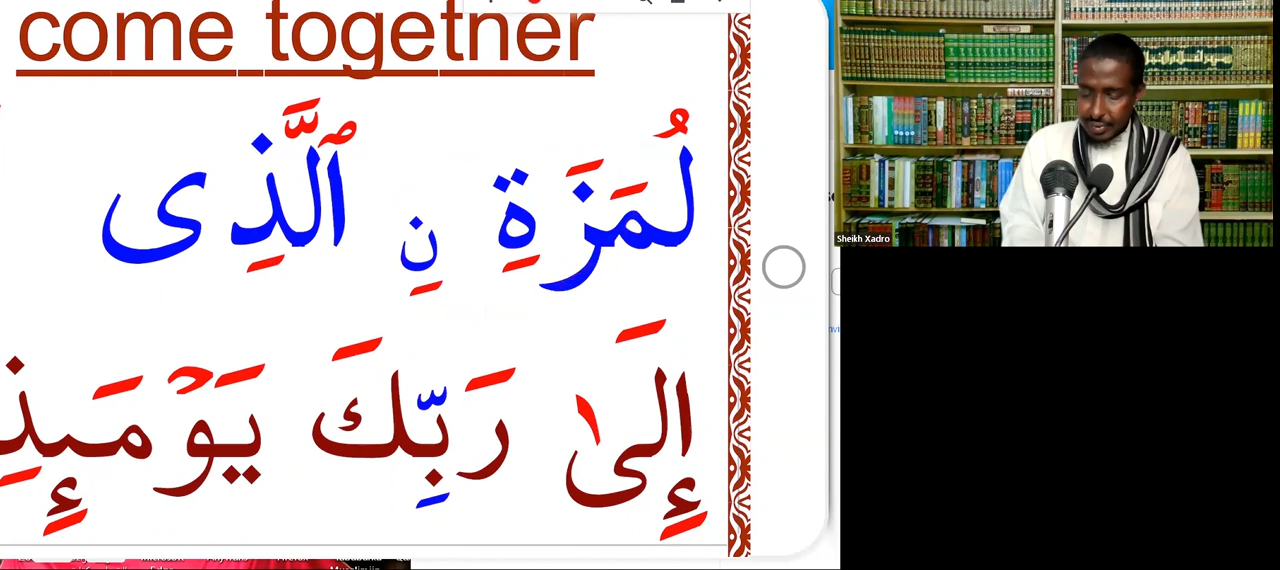 come together
لُمَزَةِ نِ ٱلَّذِى
إِلَىٰ رَبِّكَ يَوْمَىِٕذِ
Sheikh Xadro